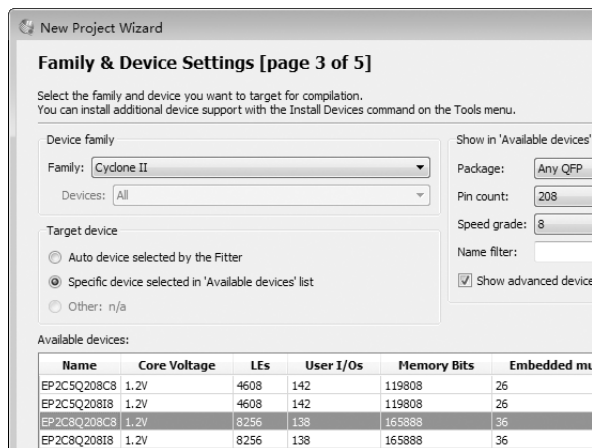 New Project Wizard
Family & Device Settings [page 3 of 5]
Select the family and device you want to target for compilation.
You can install additional device support with the Install Devices command on the Tools menu.
Device family
Family: Cyclone II
Devices: All
Target device
Auto device selected by the Fitter
Specific device selected in 'Available devices' list
Other: n/a
Show in 'Available devices'
Package: Any QFP
Pin count: 208
Speed grade: 8
Name filter:
Show advanced device
Available devices:
Name Core Voltage LEs User I/Os Memory Bits Embedded mu
EP2C5Q208C8 1.2V 4608 142 119808 26
EP2C5Q208I8 1.2V 4608 142 119808 26
EP2C8Q208C8 1.2V 8256 138 165888 36
EP2C8Q208I8 1.2V 8256 138 165888 36